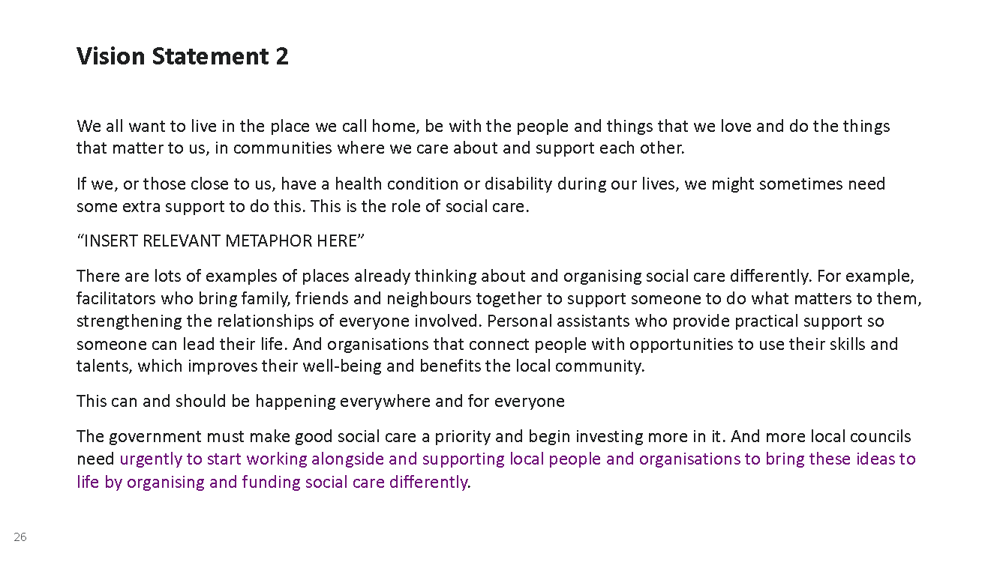 Vision Statement 2
We all want to live in the place we call home, be with the people and things that we love and do the things
that matter to us, in communities where we care about and support each other.
If we, or those close to us, have a health condition or disability during our lives, we might sometimes need
some extra support to do this. This is the role of social care.
“INSERT RELEVANT METAPHOR HERE”
There are lots of examples of places already thinking about and organising social care differently. For example,
facilitators who bring family, friends and neighbours together to support someone to do what matters to them,
strengthening the relationships of everyone involved. Personal assistants who provide practical support so
someone can lead their life. And organisations that connect people with opportunities to use their skills and
talents, which improves their well-being and benefits the local community.
This can and should be happening everywhere and for everyone
The government must make good social care a priority and begin investing more in it. And more local councils
need urgently to start working alongside and supporting local people and organisations to bring these ideas to
life by organising and funding social care differently.
26